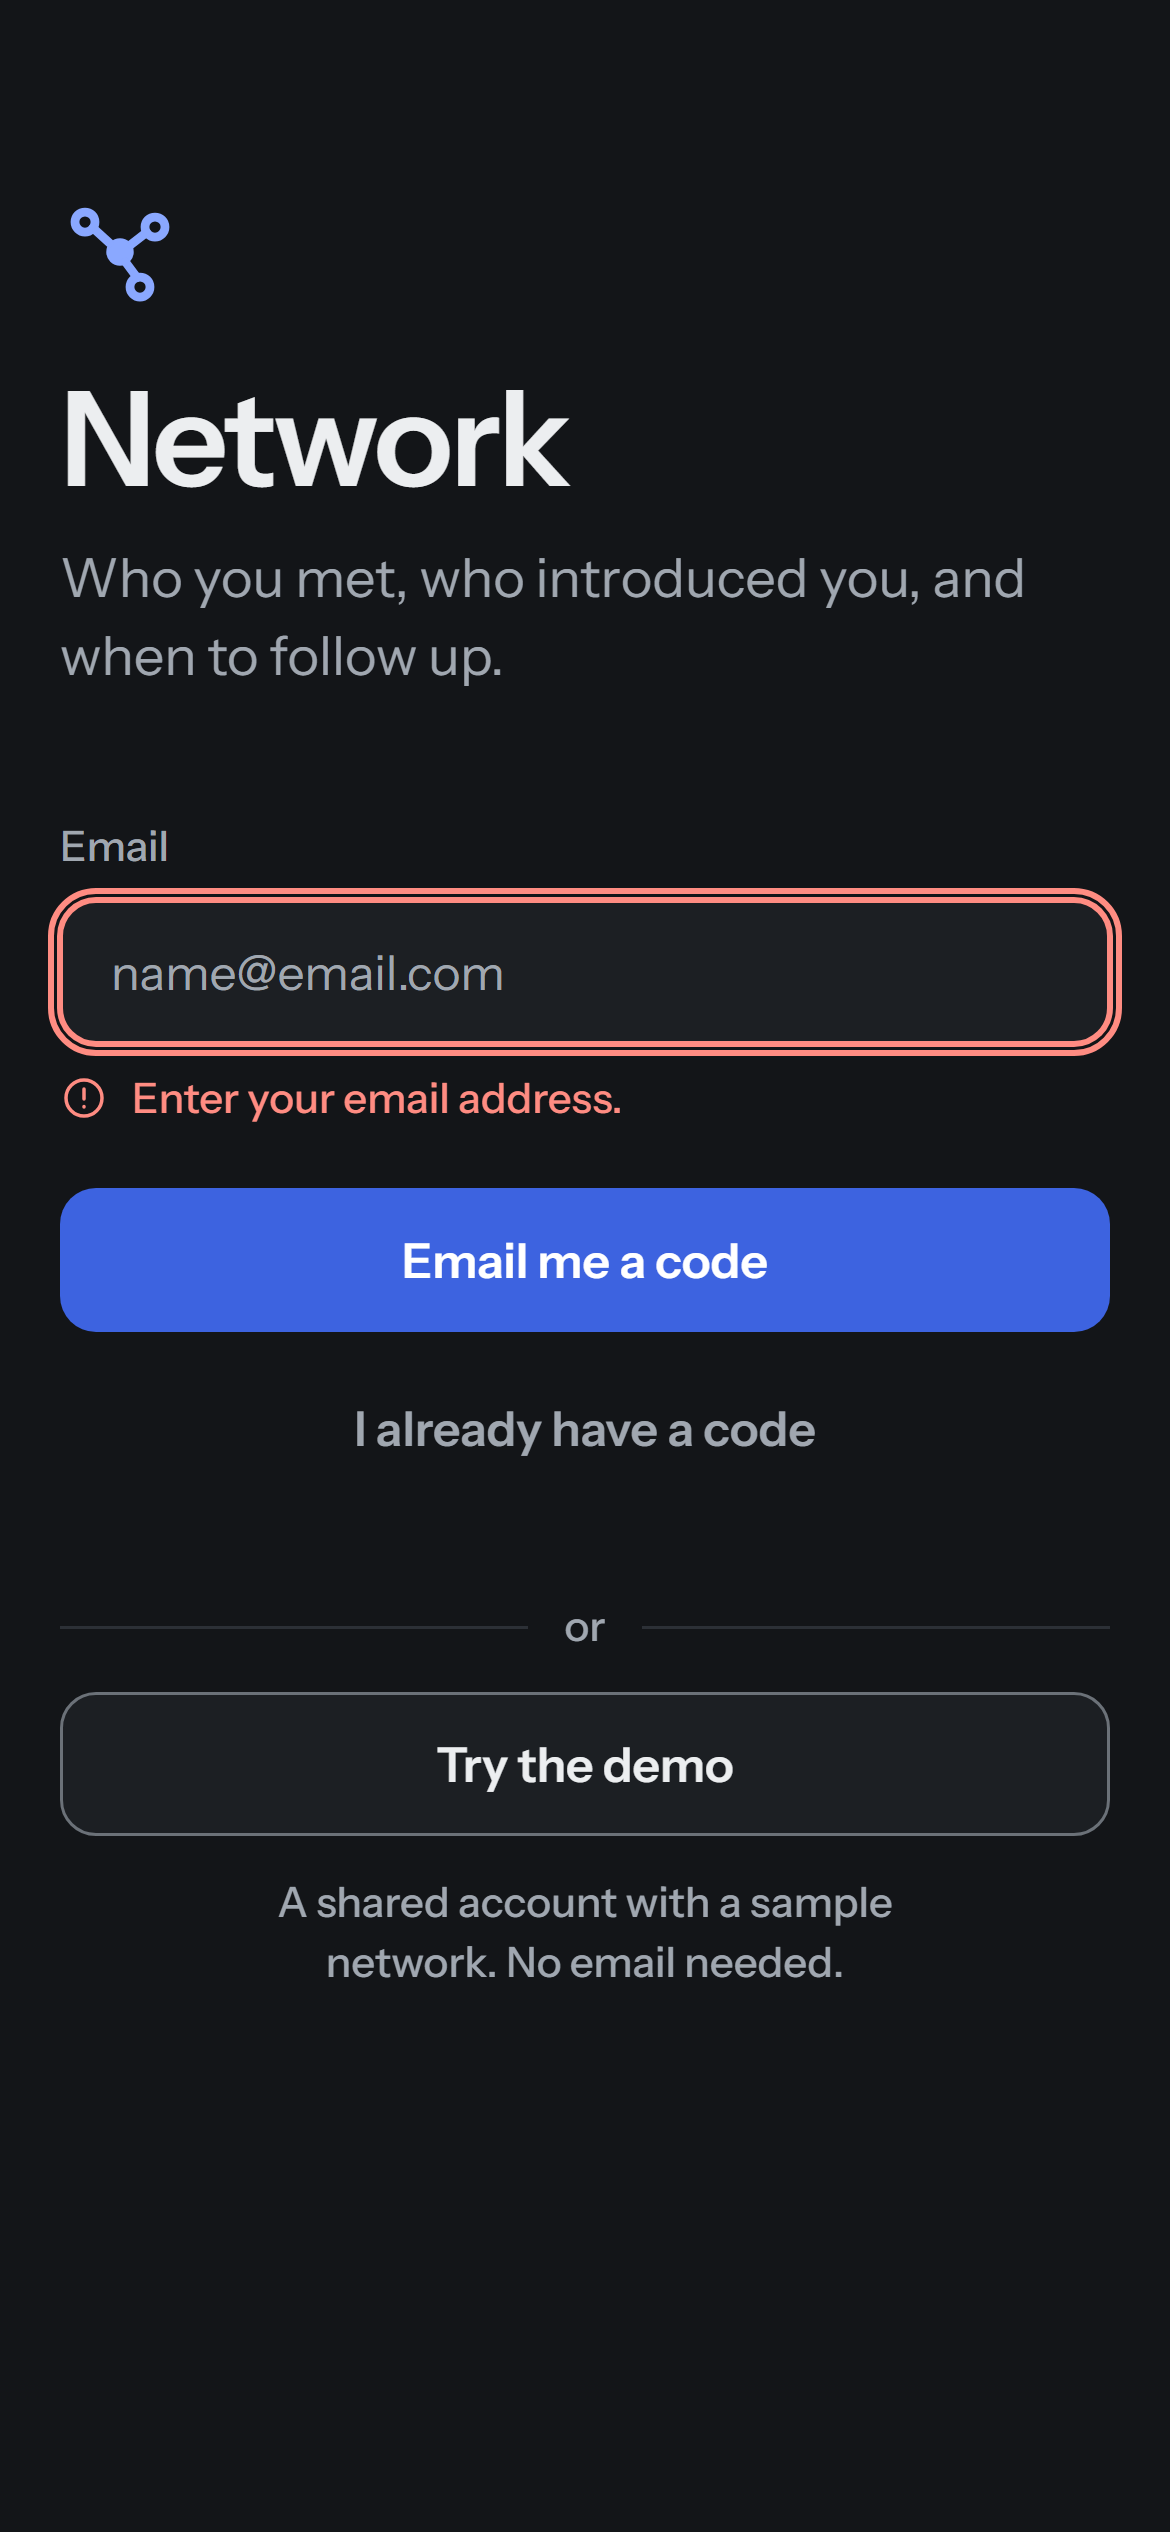 Network
Who you met, who introduced you, and
when to follow up.
Email
name@email.com
Enter your email address.
Email me a code
I already have a code
or
Try the demo
A shared account with a sample
network. No email needed.